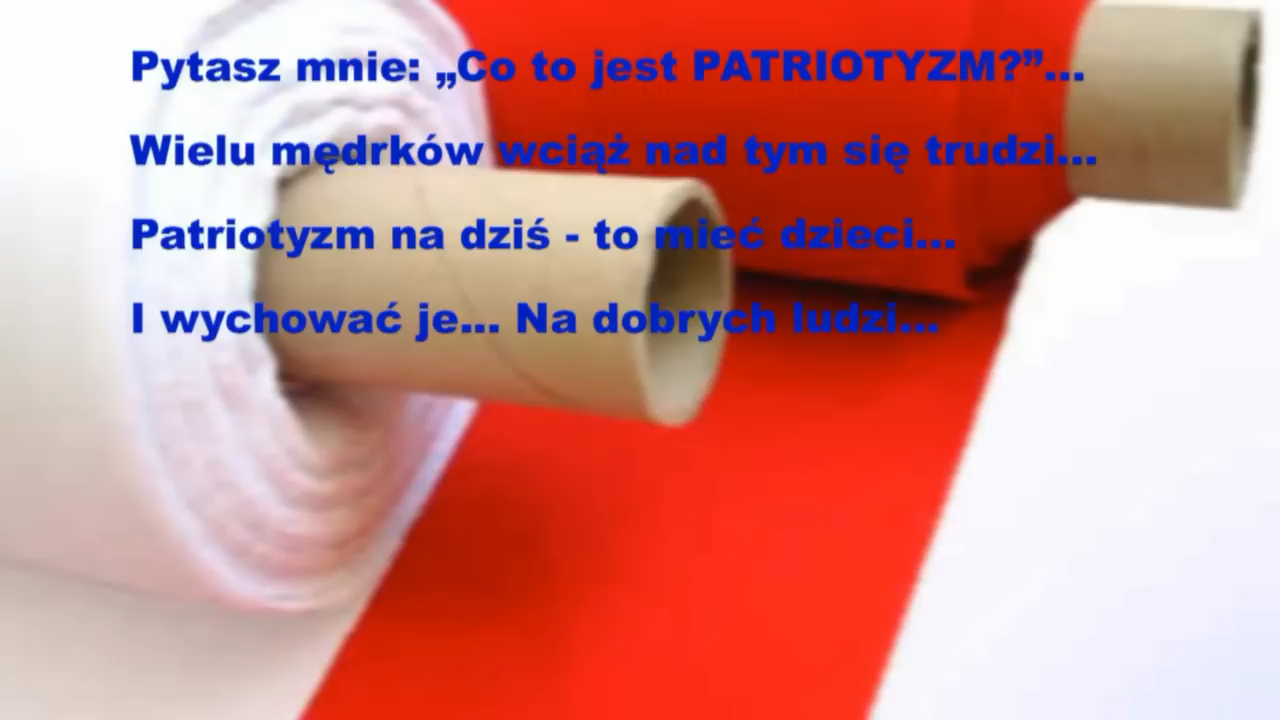 Pytasz mnie: „Co to jest PATRIOTYZM?”...
Wielu mędrków wciąż nad tym się trudzi...
Patriotyzm na dziś - to mieć dzieci...
I wychować je... Na dobrych ludzi...